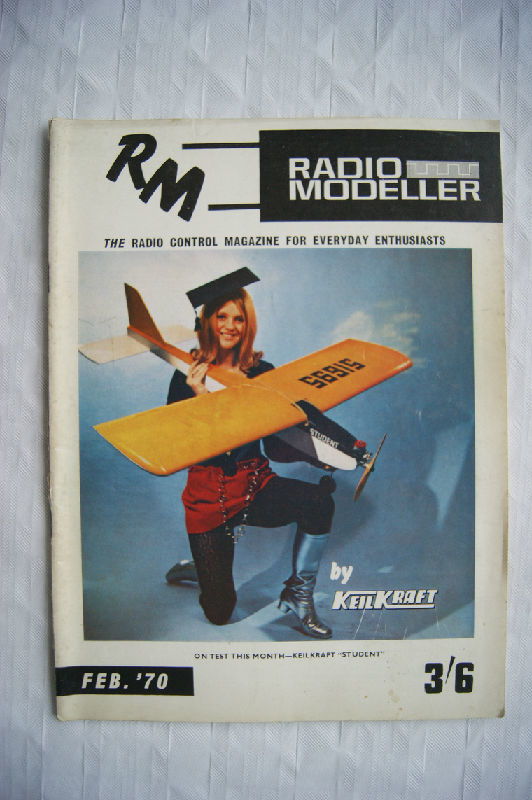 RM
RADIO
MODELLER
THE RADIO CONTROL MAGAZINE FOR EVERYDAY ENTHUSIASTS
S6915
STUDENT
by
KEILKRAFT
ON TEST THIS MONTH—KEILKRAFT "STUDENT"
FEB. '70
3/6